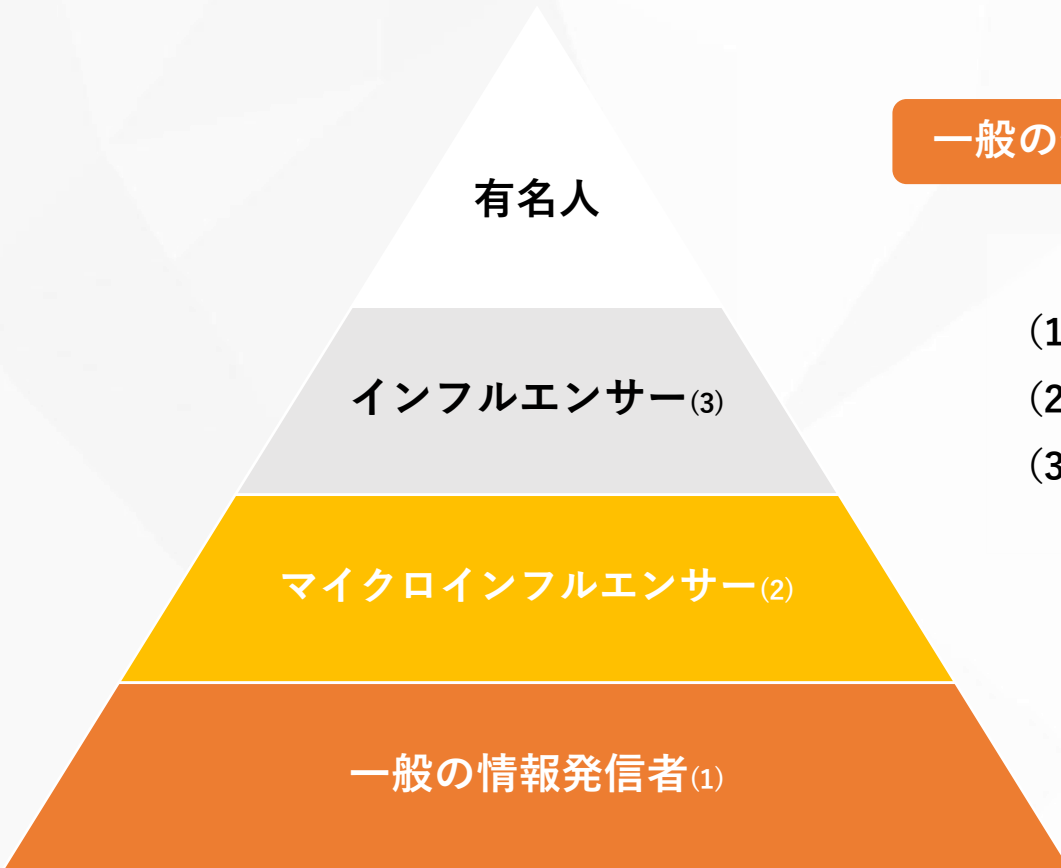 有名人
インフルエンサー(3)
マイクロインフルエンサー(2)
一般の情報発信者(1)
一般の
(1
(2
(3